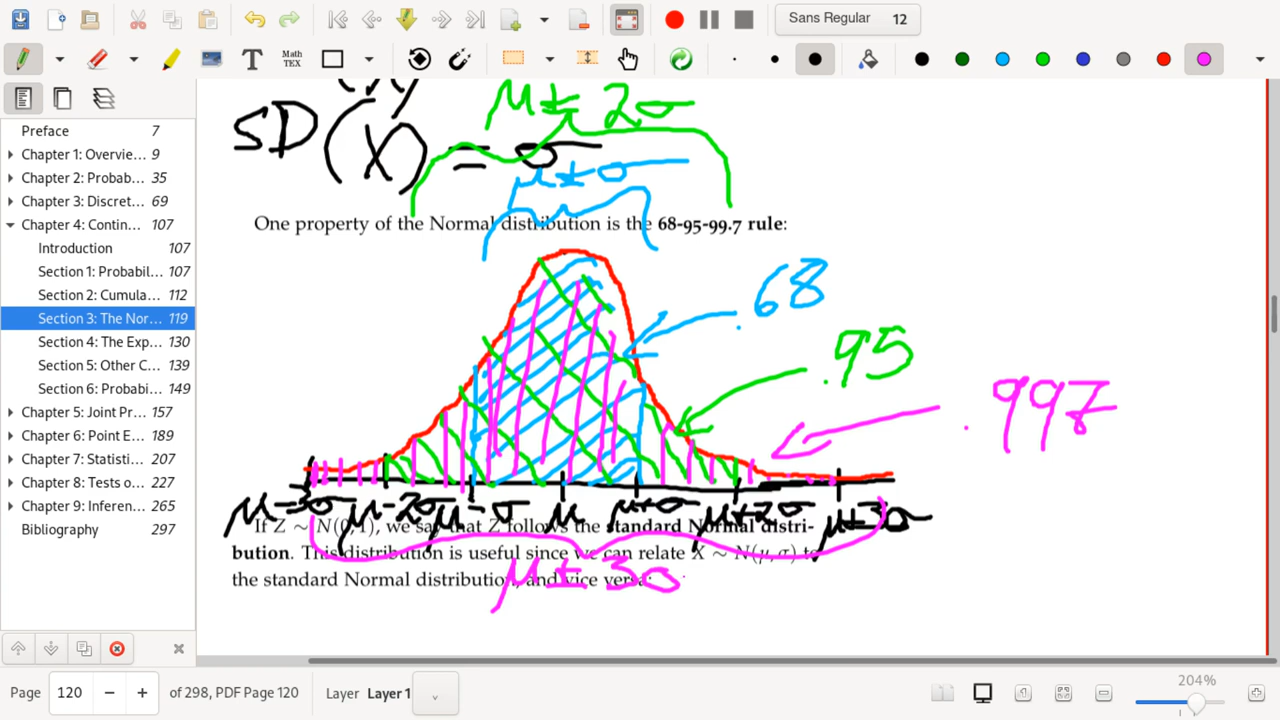 Sans Regular 12
T Math TEX
Preface 7
Chapter 1: Overvie... 9
Chapter 2: Probab... 35
Chapter 3: Discret... 69
Chapter 4: Contin... 107
Introduction 107
Section 1: Probabil... 107
Section 2: Cumula... 112
Section 3: The Nor... 119
Section 4: The Exp... 130
Section 5: Other C... 139
Section 6: Probabi... 149
Chapter 5: Joint Pr... 157
Chapter 6: Point E... 189
Chapter 7: Statisti... 207
Chapter 8: Tests o... 227
Chapter 9: Inferen... 265
Bibliography 297
μ ± 2σ
SD(X) = σ
μ ± σ
One property of the Normal distribution is the 68-95-99.7 rule:
.68
.95
.997
μ-3σ μ-2σ μ-σ μ μ+σ μ+2σ μ+3σ
If Z ∼ N(0,1), we say that Z follows the standard Normal distri-
bution. This distribution is useful since we can relate X ∼ N(μ,σ) to
the standard Normal distribution, and vice versa:
μ ± 3σ
Page 120 of 298, PDF Page 120 Layer Layer 1 204%